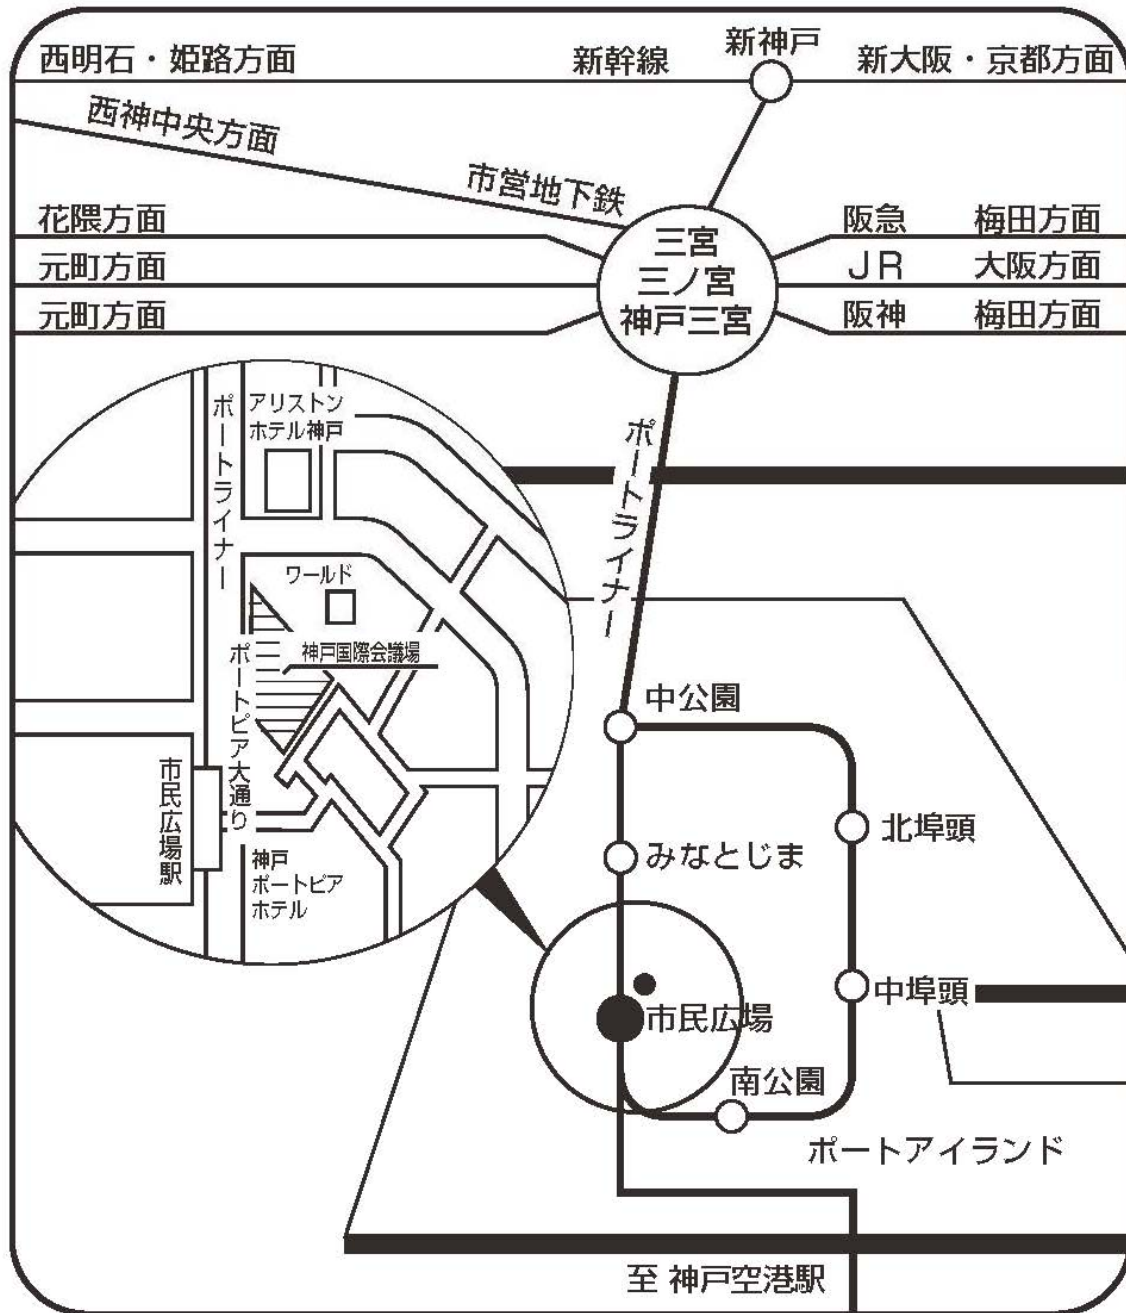 新神戸
西明石・姫路方面
新幹線
新大阪・京都方面
西神中央方面
市営地下鉄
花隈方面
元町方面
元町方面
三宮
三ノ宮
神戸三宮
阪急 梅田方面
JR 大阪方面
阪神 梅田方面
ポートライナー
アリストン
ホテル神戸
ポートライナー
ワールド
神戸国際会議場
ポートピア大通り
市民広場駅
神戸
ポートピア
ホテル
中公園
みなとじま
北埠頭
中埠頭
市民広場
南公園
ポートアイランド
至 神戸空港駅